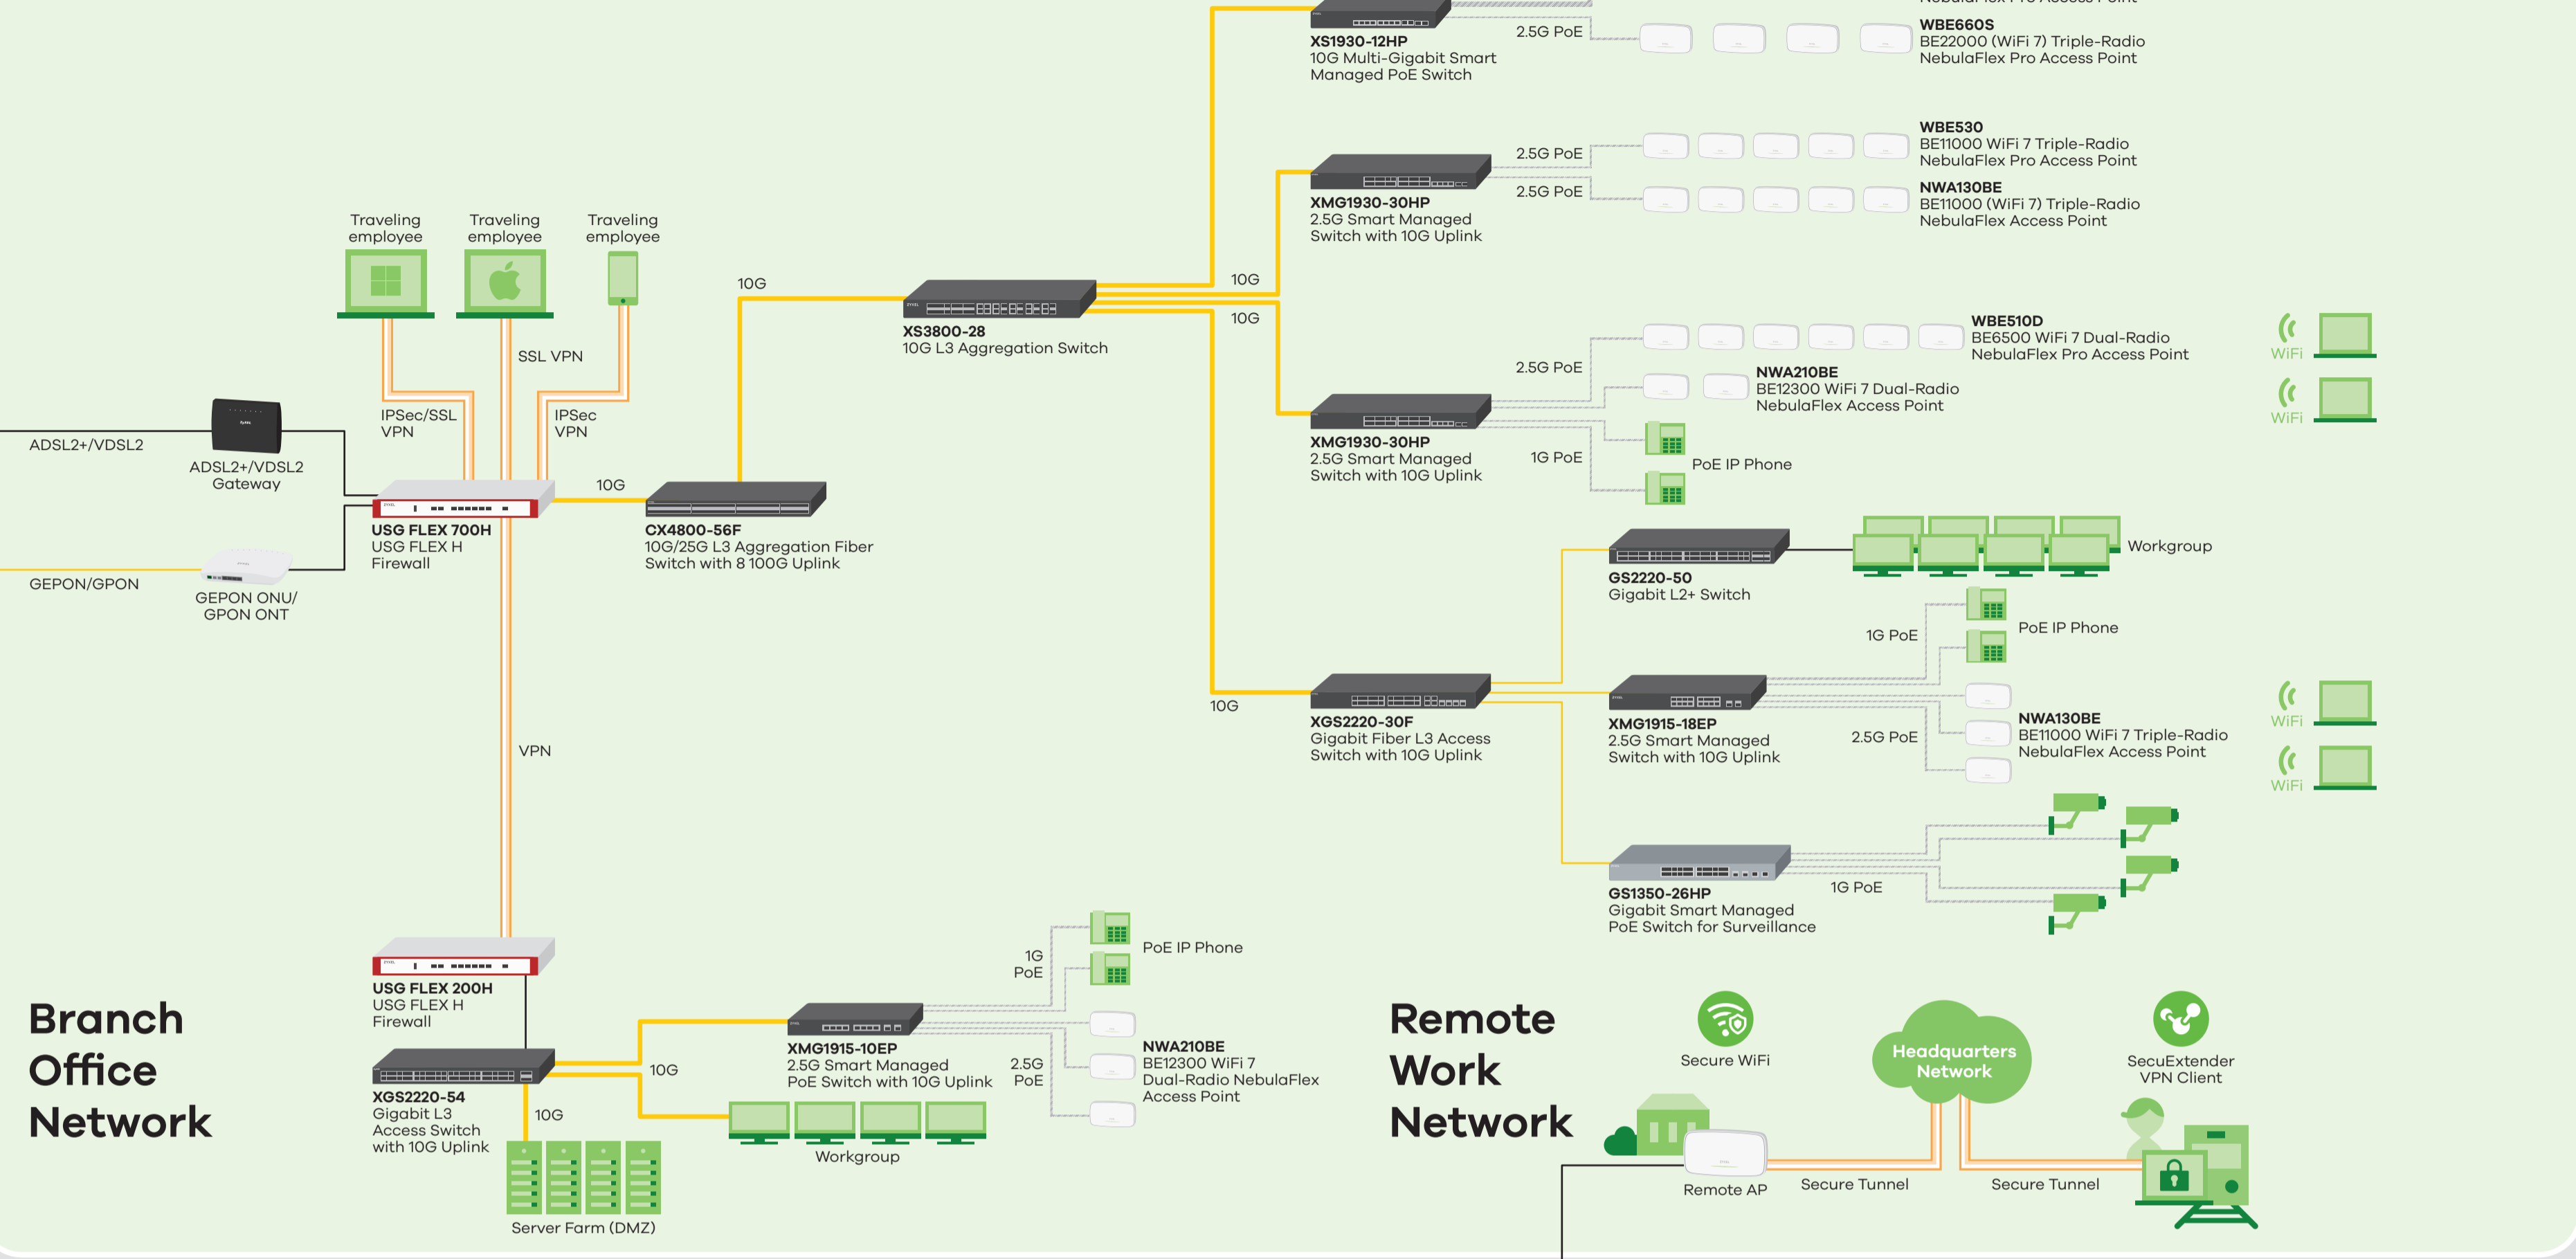 WBE660S
BE22000 (WiFi 7) Triple-Radio
NebulaFlex Pro Access Point
2.5G PoE
XS1930-12HP
10G Multi-Gigabit Smart
Managed PoE Switch
WBE530
BE11000 WiFi 7 Triple-Radio
NebulaFlex Pro Access Point
2.5G PoE
2.5G PoE
NWA130BE
BE11000 (WiFi 7) Triple-Radio
NebulaFlex Access Point
XMG1930-30HP
2.5G Smart Managed
Switch with 10G Uplink
Traveling
employee
Traveling
employee
Traveling
employee
10G
10G
10G
XS3800-28
10G L3 Aggregation Switch
SSL VPN
IPSec/SSL
VPN
IPSec
VPN
WBE510D
BE6500 WiFi 7 Dual-Radio
NebulaFlex Pro Access Point
2.5G PoE
NWA210BE
BE12300 WiFi 7 Dual-Radio
NebulaFlex Access Point
WiFi
WiFi
XMG1930-30HP
2.5G Smart Managed
Switch with 10G Uplink
1G PoE
PoE IP Phone
ADSL2+/VDSL2
ADSL2+/VDSL2
Gateway
10G
USG FLEX 700H
USG FLEX H
Firewall
CX4800-56F
10G/25G L3 Aggregation Fiber
Switch with 8 100G Uplink
GEPON/GPON
GEPON ONU/
GPON ONT
GS2220-50
Gigabit L2+ Switch
Workgroup
1G PoE
PoE IP Phone
10G
XGS2220-30F
Gigabit Fiber L3 Access
Switch with 10G Uplink
XMG1915-18EP
2.5G Smart Managed
Switch with 10G Uplink
2.5G PoE
NWA130BE
BE11000 WiFi 7 Triple-Radio
NebulaFlex Access Point
WiFi
WiFi
VPN
GS1350-26HP
Gigabit Smart Managed
PoE Switch for Surveillance
1G PoE
Branch
Office
Network
USG FLEX 200H
USG FLEX H
Firewall
XGS2220-54
Gigabit L3
Access Switch
with 10G Uplink
10G
10G
Server Farm (DMZ)
XMG1915-10EP
2.5G Smart Managed
PoE Switch with 10G Uplink
Workgroup
1G
PoE
PoE IP Phone
2.5G
PoE
NWA210BE
BE12300 WiFi 7
Dual-Radio NebulaFlex
Access Point
Remote
Work
Network
Secure WiFi
Headquarters
Network
SecuExtender
VPN Client
Remote AP
Secure Tunnel
Secure Tunnel